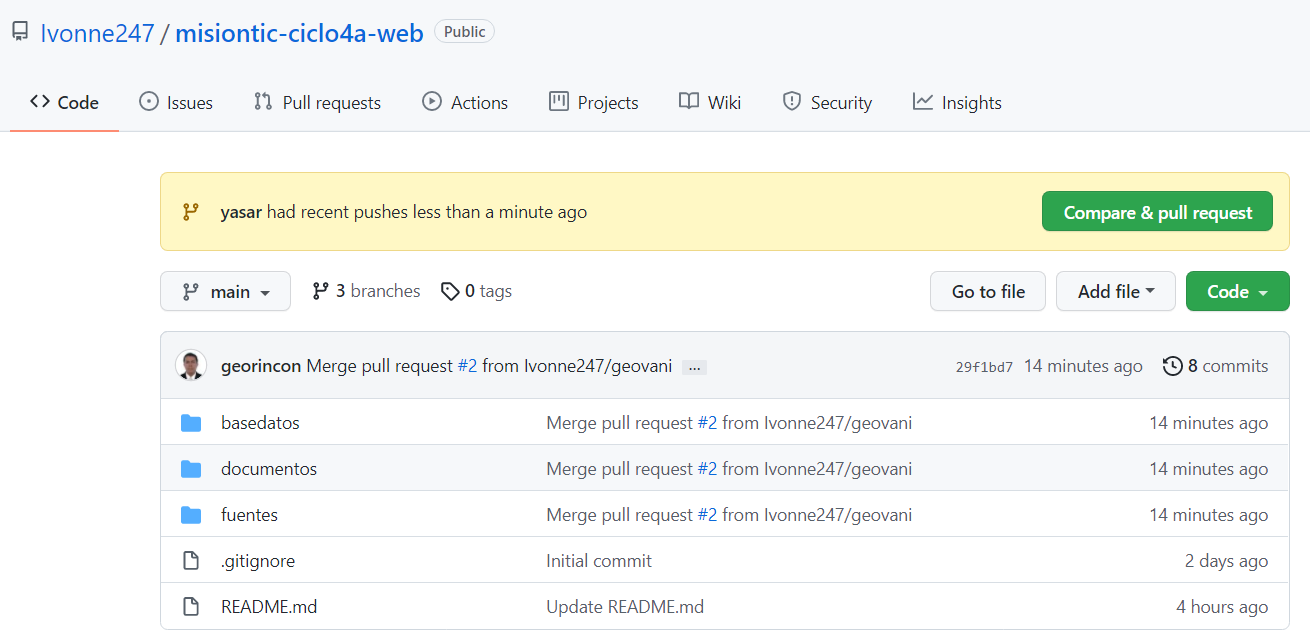 Ivonne247 / misiontic-ciclo4a-web Public
Code Issues Pull requests Actions Projects Wiki Security Insights
yasar had recent pushes less than a minute ago Compare & pull request
main 3 branches 0 tags Go to file Add file Code
georincon Merge pull request #2 from Ivonne247/geovani ... 29f1bd7 14 minutes ago 8 commits
basedatos Merge pull request #2 from Ivonne247/geovani 14 minutes ago
documentos Merge pull request #2 from Ivonne247/geovani 14 minutes ago
fuentes Merge pull request #2 from Ivonne247/geovani 14 minutes ago
.gitignore Initial commit 2 days ago
README.md Update README.md 4 hours ago